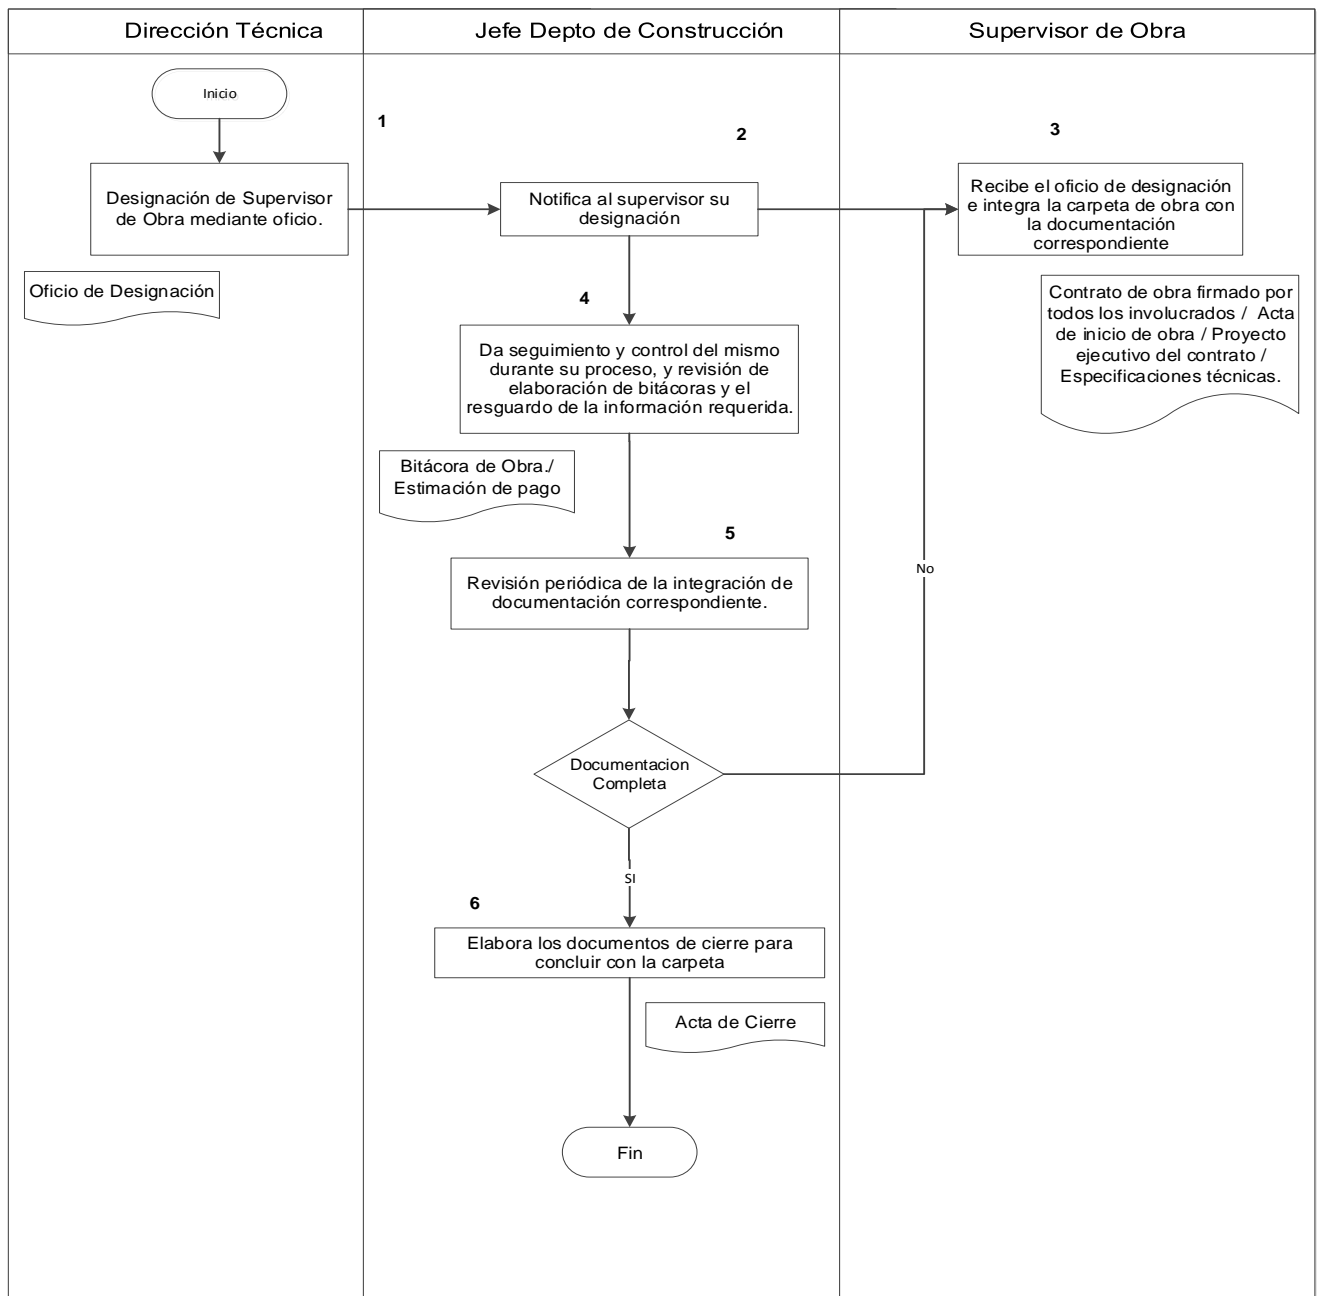 Dirección Técnica
Jefe Depto de Construcción
Supervisor de Obra
Inicio
1
2
3
Designación de Supervisor
de Obra mediante oficio.
Notifica al supervisor su
designación
Recibe el oficio de designación
e integra la carpeta de obra con
la documentación
correspondiente
Oficio de Designación
Contrato de obra firmado por
todos los involucrados / Acta
de inicio de obra / Proyecto
ejecutivo del contrato /
Especificaciones técnicas.
4
Da seguimiento y control del mismo
durante su proceso, y revisión de
elaboración de bitácoras y el
resguardo de la información requerida.
Bitácora de Obra./
Estimación de pago
5
Revisión periódica de la integración de
documentación correspondiente.
No
Documentacion
Completa
SI
6
Elabora los documentos de cierre para
concluir con la carpeta
Acta de Cierre
Fin